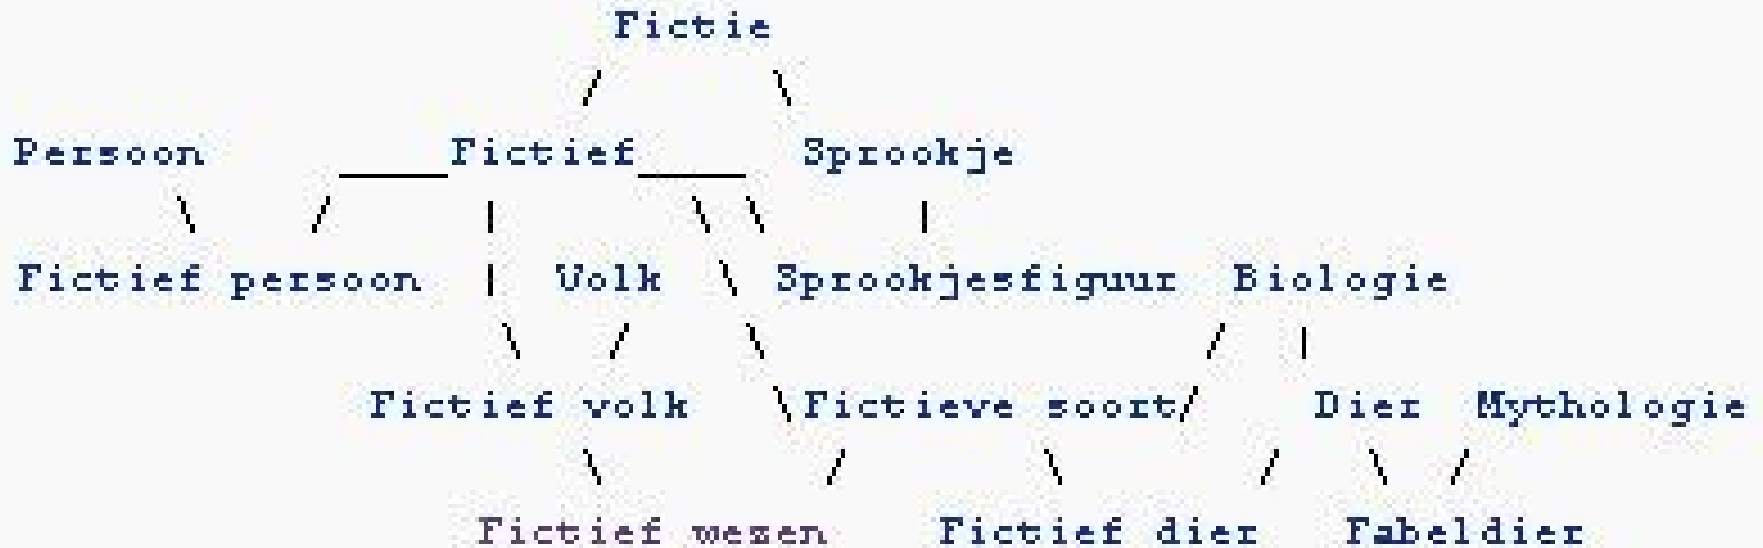 Fictie
Persoon Fictief Sprookje
Fictief persoon Volk Sprookjesfiguur Biologie
Fictief volk Fictieve soort Dier Mythologie
Fictief wezen Fictief dier Fabeldier